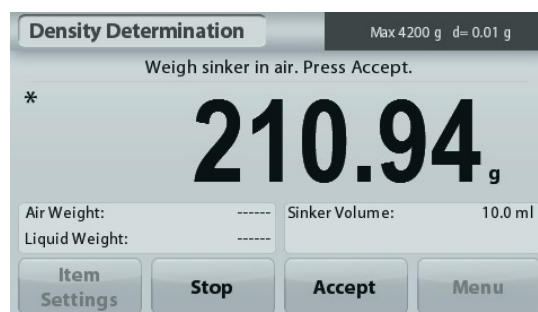 Density Determination
Max 4200 g d= 0.01 g
Weigh sinker in air. Press Accept.
*
210.94 g
Air Weight: ------
Liquid Weight: ------
Sinker Volume: 10.0 ml
Item Settings
Stop
Accept
Menu